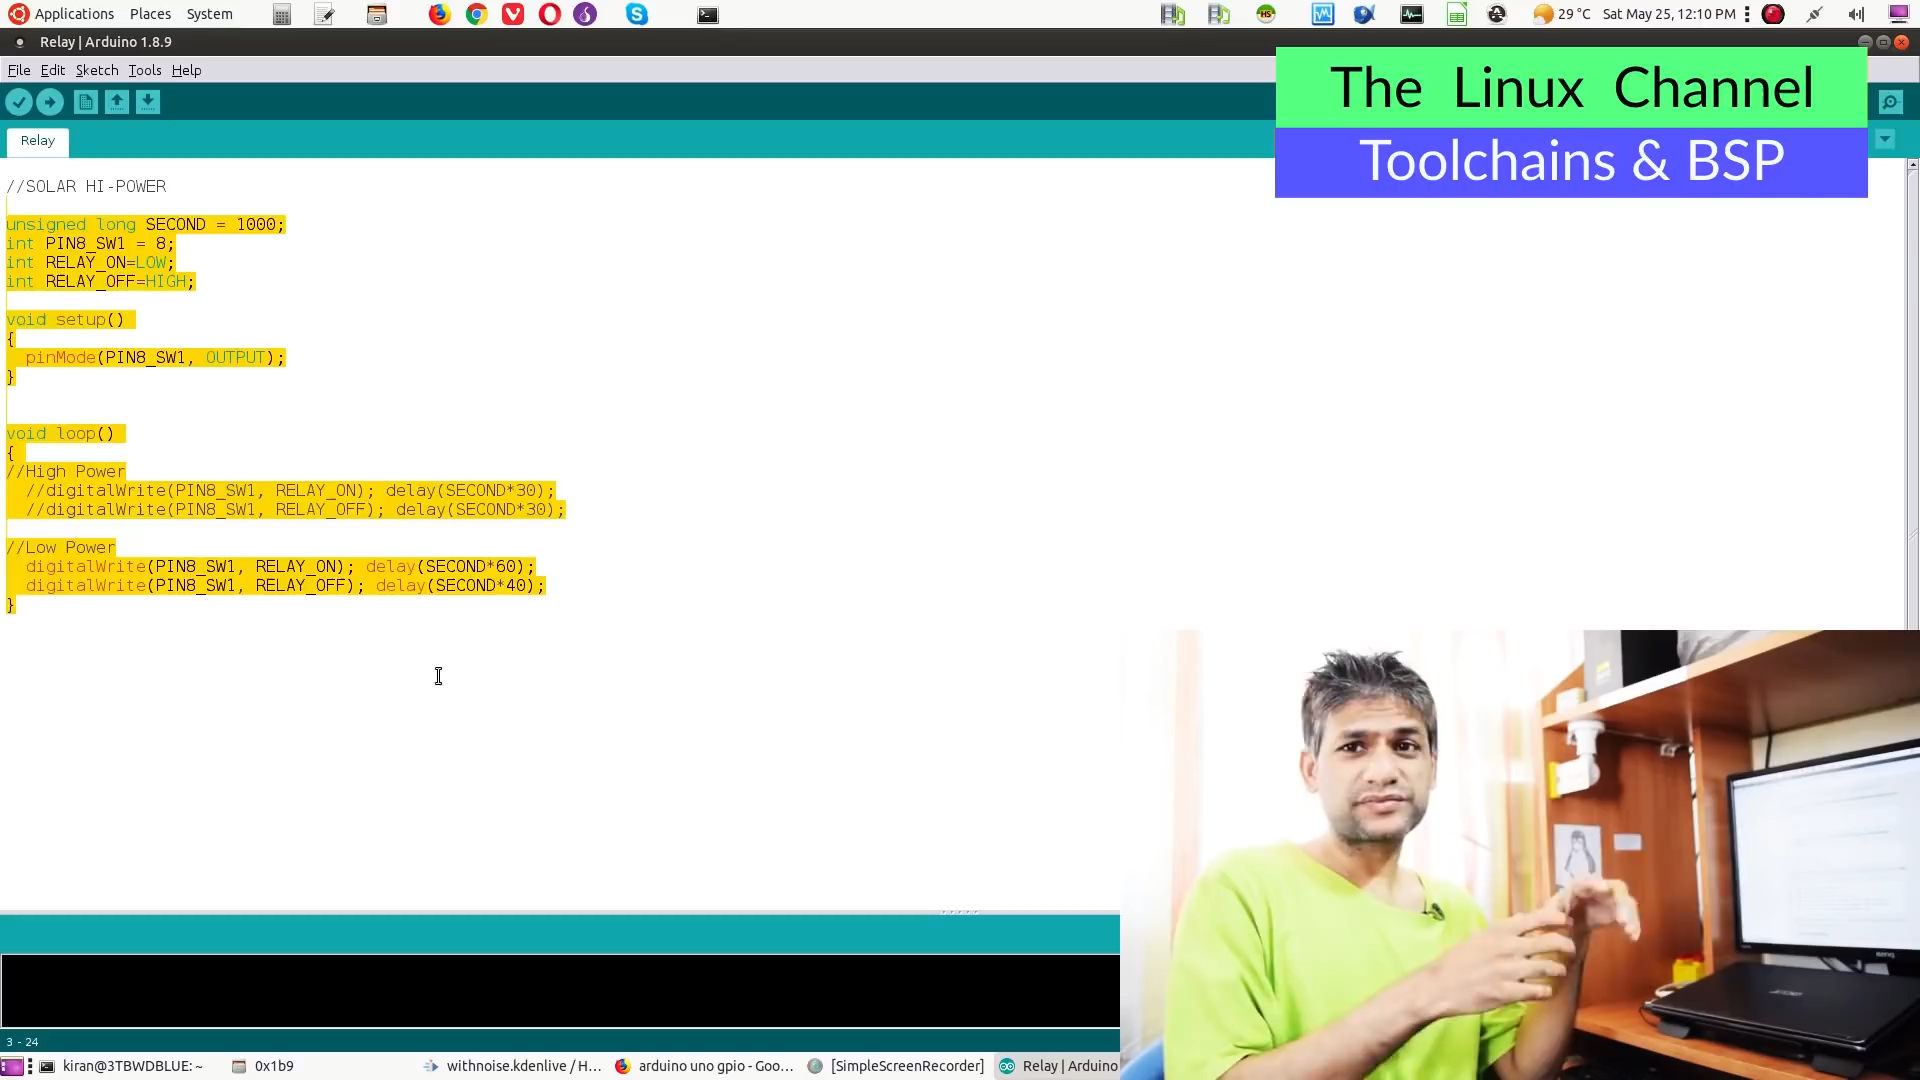 Applications Places System
29 °C Sat May 25, 12:10 PM
Relay | Arduino 1.8.9
File Edit Sketch Tools Help
The Linux Channel
Toolchains & BSP
Relay
//SOLAR HI-POWER
unsigned long SECOND = 1000;
int PIN8_SW1 = 8;
int RELAY_ON=LOW;
int RELAY_OFF=HIGH;
void setup()
{
pinMode(PIN8_SW1, OUTPUT);
}
void loop()
{
//High Power
//digitalWrite(PIN8_SW1, RELAY_ON); delay(SECOND*30);
//digitalWrite(PIN8_SW1, RELAY_OFF); delay(SECOND*30);
//Low Power
digitalWrite(PIN8_SW1, RELAY_ON); delay(SECOND*60);
digitalWrite(PIN8_SW1, RELAY_OFF); delay(SECOND*40);
}
3 - 24
kiran@3TBWDBLUE: ~ 0x1b9 withnoise.kdenlive / H... arduino uno gpio - Goo... [SimpleScreenRecorder] Relay | Arduino